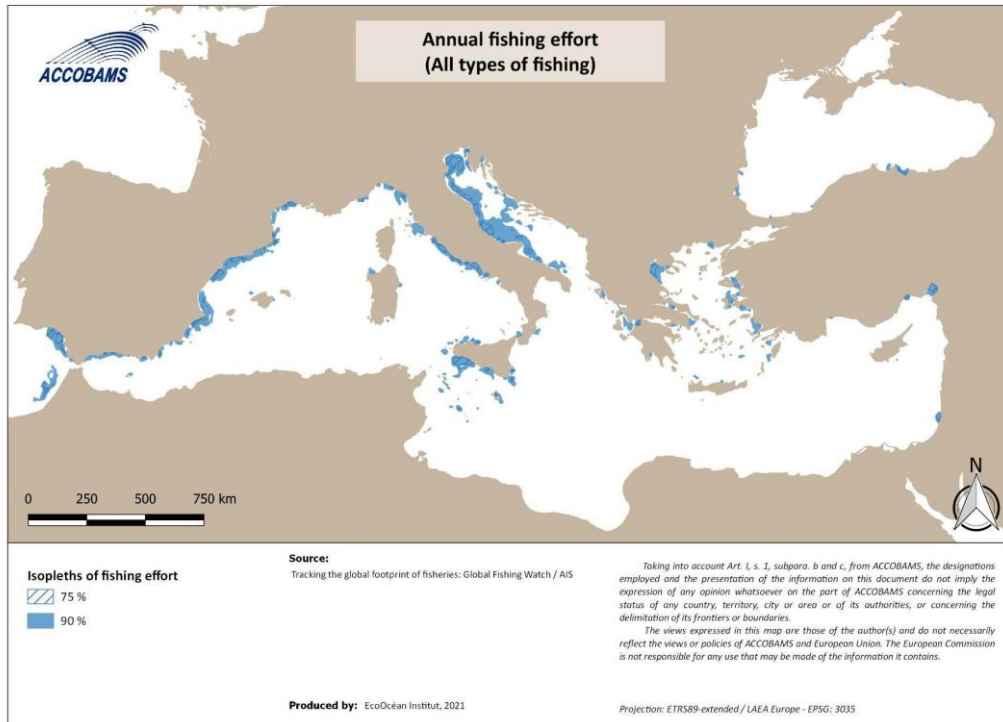 Annual fishing effort
(All types of fishing)
ACCOBAMS
N
0 250 500 750 km
Isopleths of fishing effort
75 %
90 %
Source:
Tracking the global footprint of fisheries: Global Fishing Watch / AIS
Produced by: EcoOcéan Institut, 2021
Taking into account Art. I, s. 1, subpara. b and c, from ACCOBAMS, the designations
employed and the presentation of the information on this document do not imply the
expression of any opinion whatsoever on the part of ACCOBAMS concerning the legal
status of any country, territory, city or area or of its authorities, or concerning the
delimitation of its frontiers or boundaries.
The views expressed in this map are those of the author(s) and do not necessarily
reflect the views or policies of ACCOBAMS and European Union. The European Commission
is not responsible for any use that may be made of the information it contains.
Projection: ETRS89-extended / LAEA Europe - EPSG: 3035